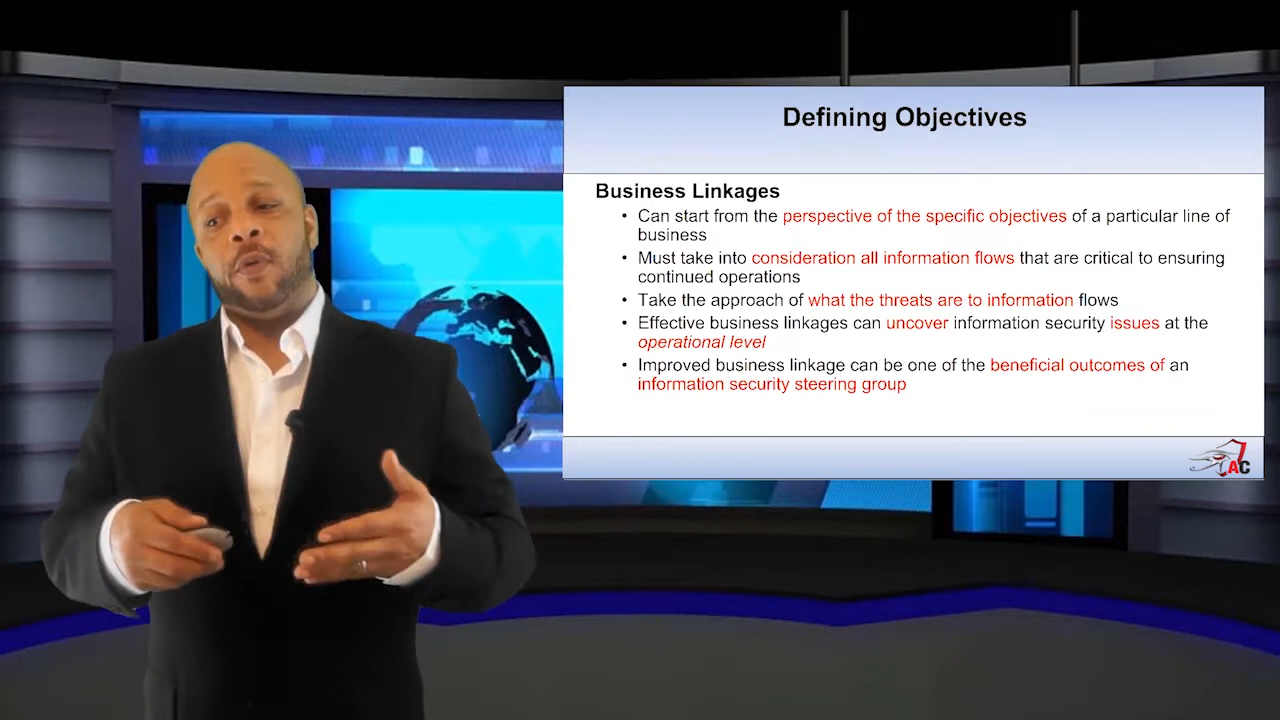 Defining Objectives
Business Linkages
• Can start from the perspective of the specific objectives of a particular line of
business
• Must take into consideration all information flows that are critical to ensuring
continued operations
• Take the approach of what the threats are to information flows
• Effective business linkages can uncover information security issues at the
operational level
• Improved business linkage can be one of the beneficial outcomes of an
information security steering group
AC